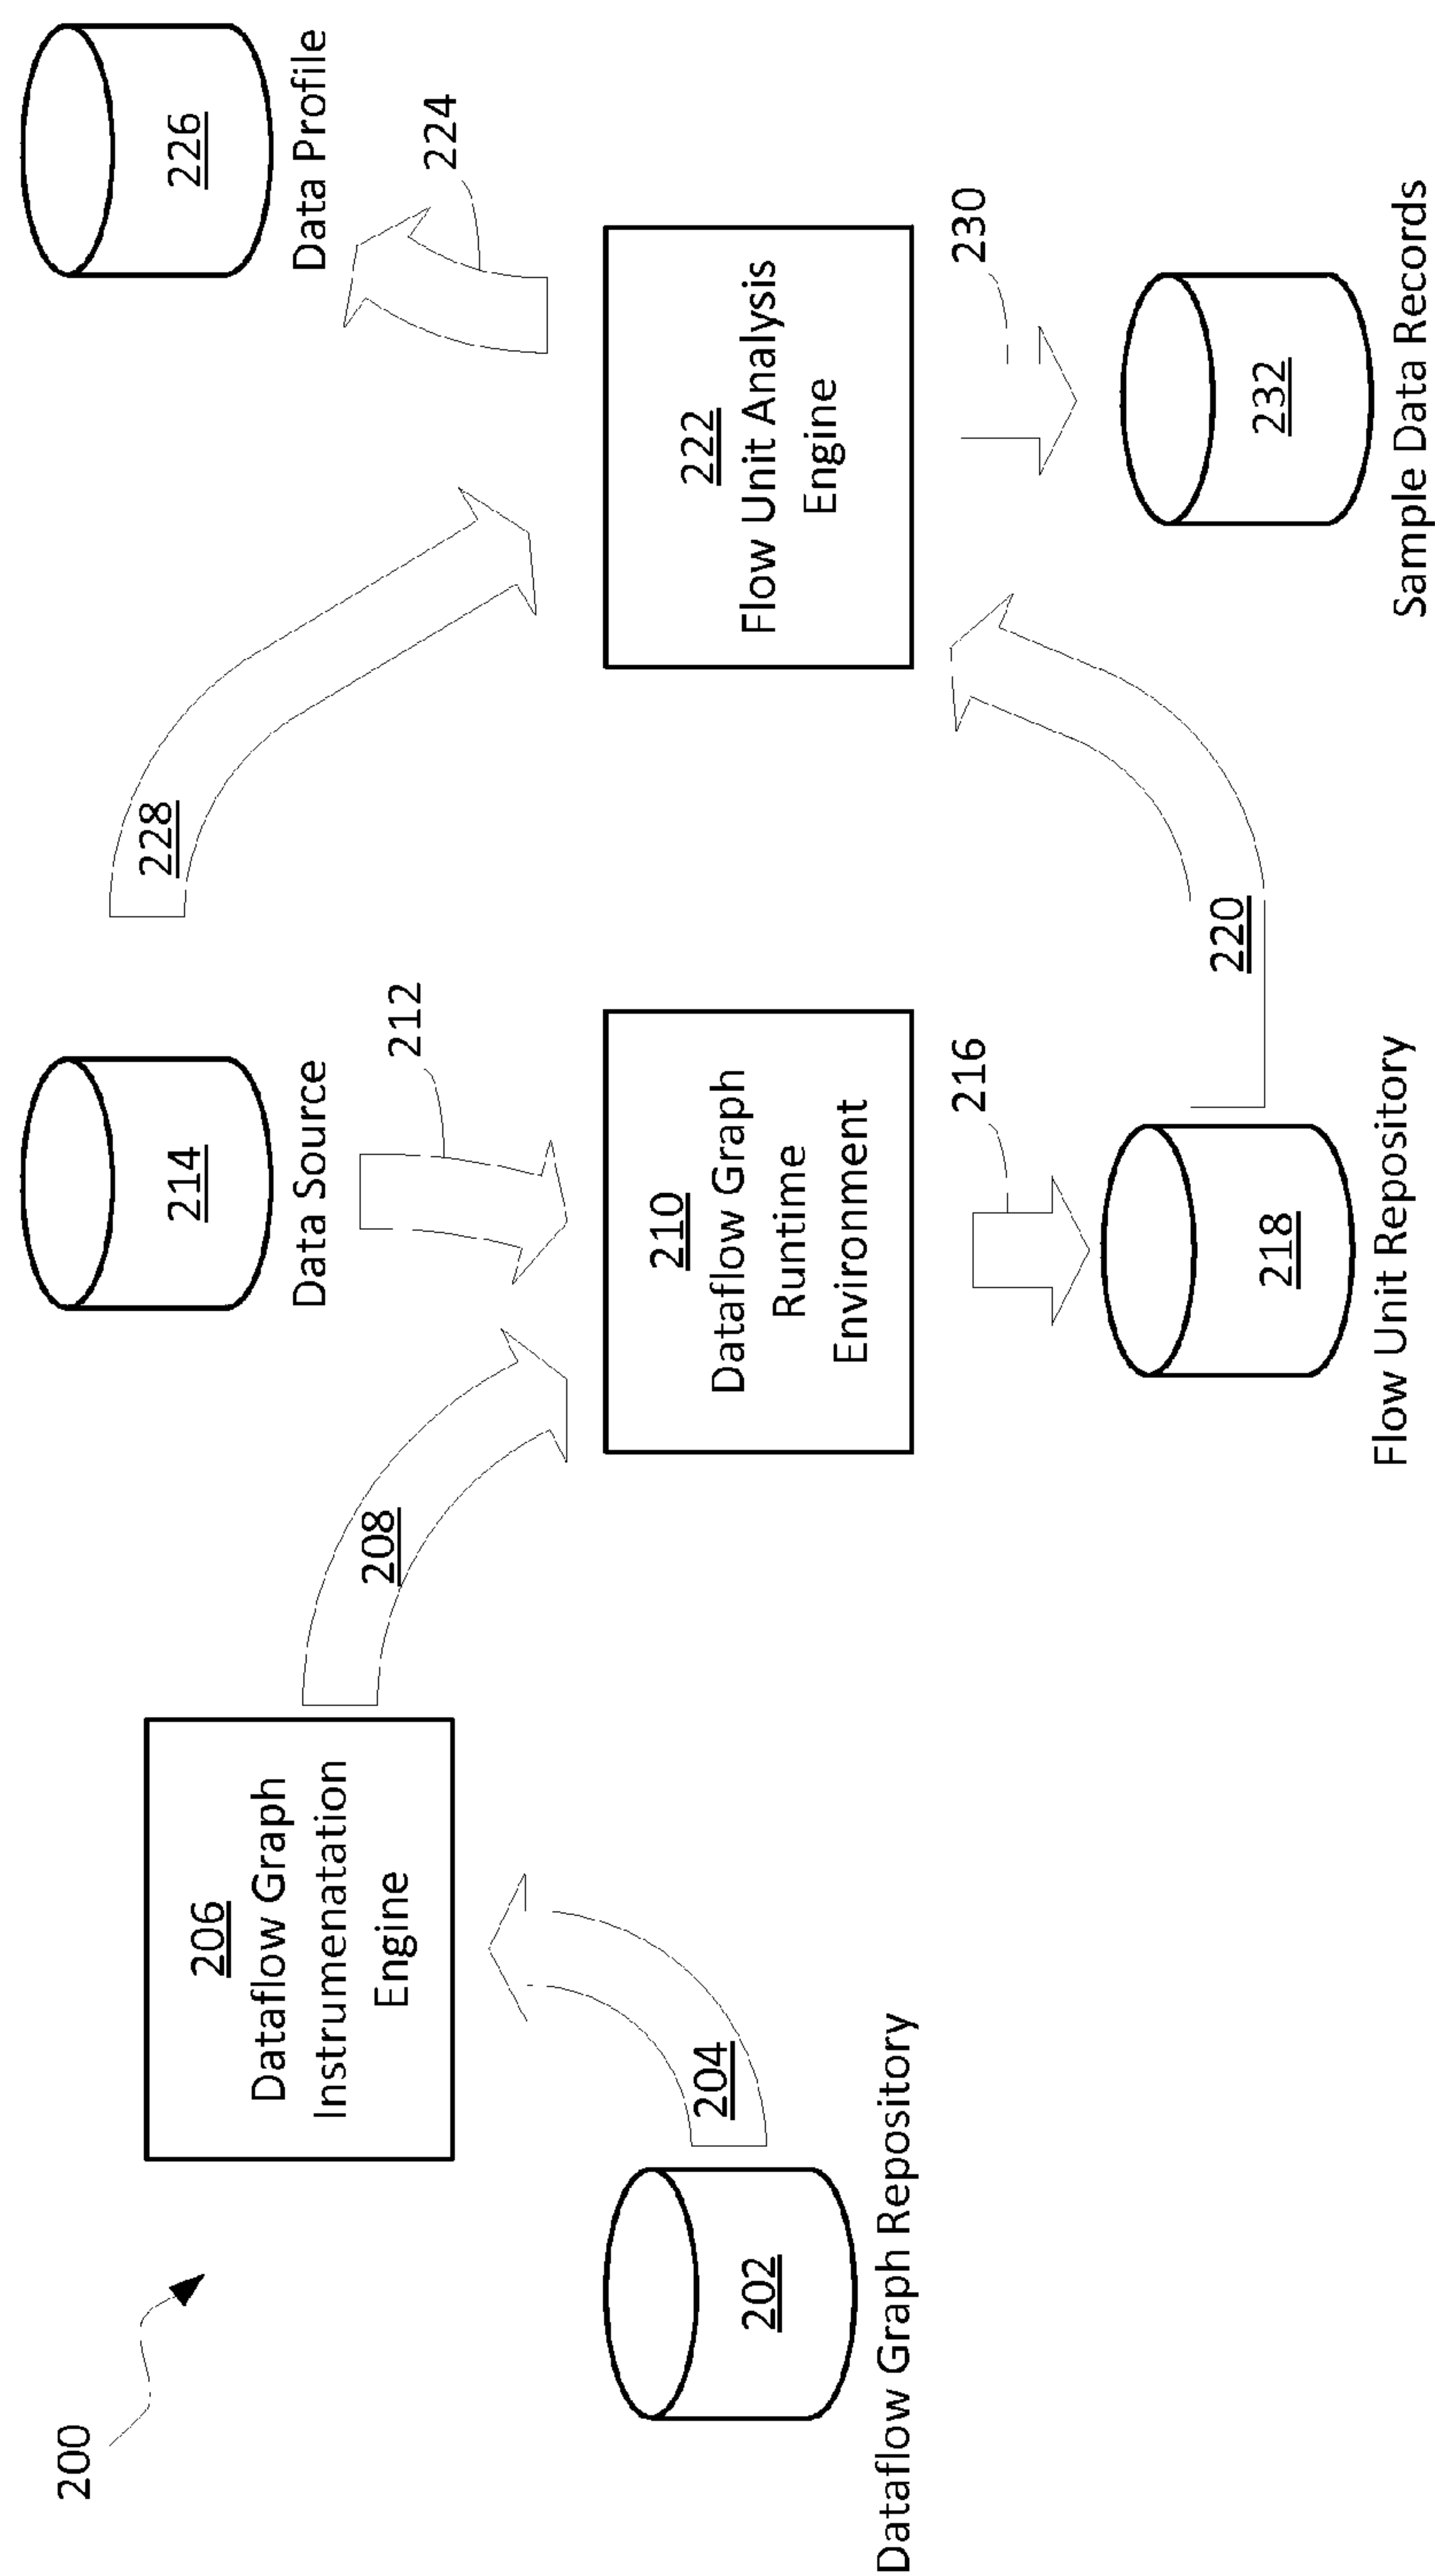 200
206
Dataflow Graph
Instrumenatation
Engine
204
202
Dataflow Graph Repository
208
214
Data Source
212
210
Dataflow Graph
Runtime
Environment
216
218
Flow Unit Repository
228
220
226
Data Profile
224
222
Flow Unit Analysis
Engine
230
232
Sample Data Records